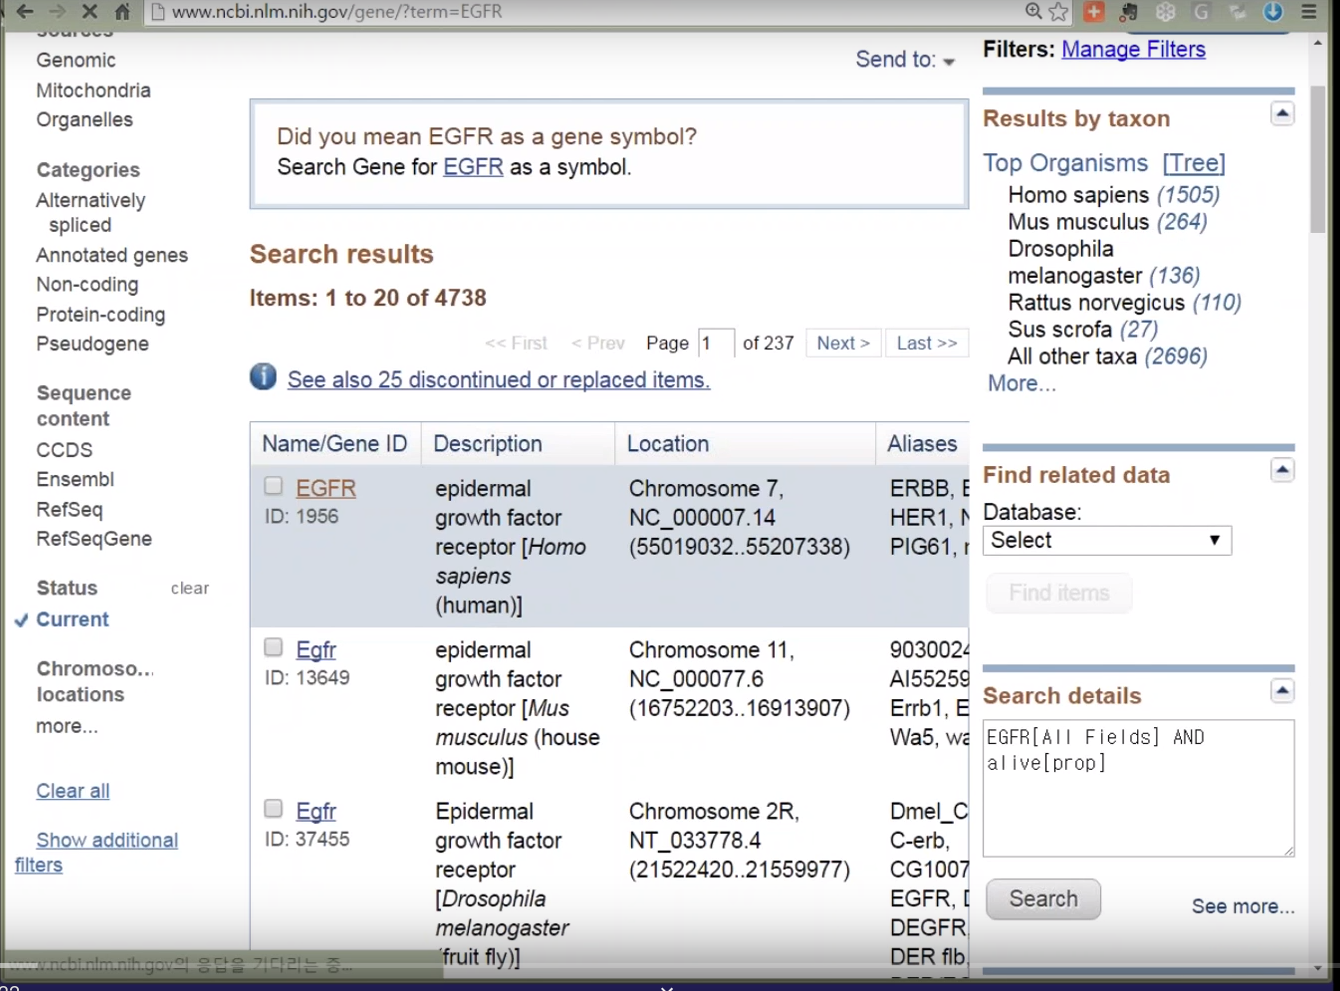 www.ncbi.nlm.nih.gov/gene/?term=EGFR
Sources
Genomic
Mitochondria
Organelles
Categories
Alternatively
spliced
Annotated genes
Non-coding
Protein-coding
Pseudogene
Sequence
content
CCDS
Ensembl
RefSeq
RefSeqGene
Status clear
Current
Chromoso...
locations
more...
Clear all
Show additional
filters
Send to:
Did you mean EGFR as a gene symbol?
Search Gene for EGFR as a symbol.
Search results
Items: 1 to 20 of 4738
<< First < Prev Page 1 of 237 Next > Last >>
See also 25 discontinued or replaced items.
Name/Gene ID Description Location Aliases
EGFR
ID: 1956
epidermal
growth factor
receptor [Homo
sapiens
(human)]
Chromosome 7,
NC_000007.14
(55019032..55207338)
ERBB,
HER1,
PIG61,
Egfr
ID: 13649
epidermal
growth factor
receptor [Mus
musculus (house
mouse)]
Chromosome 11,
NC_000077.6
(16752203..16913907)
9030024
AI55259
Errb1,
Wa5, wa
Egfr
ID: 37455
Epidermal
growth factor
receptor
[Drosophila
melanogaster
(fruit fly)]
Chromosome 2R,
NT_033778.4
(21522420..21559977)
Dmel_C
C-erb,
CG1007
EGFR,
DEGFR,
DER flb,
Filters: Manage Filters
Results by taxon
Top Organisms [Tree]
Homo sapiens (1505)
Mus musculus (264)
Drosophila
melanogaster (136)
Rattus norvegicus (110)
Sus scrofa (27)
All other taxa (2696)
More...
Find related data
Database:
Select
Find items
Search details
EGFR[All Fields] AND
alive[prop]
Search
See more...
www.ncbi.nlm.nih.gov의 응답을 기다리는 중...